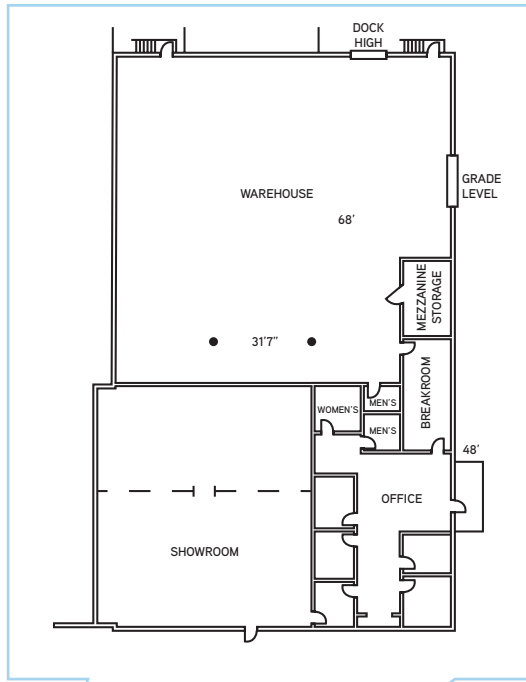 DOCK
HIGH
GRADE
LEVEL
WAREHOUSE
68'
MEZZANINE
STORAGE
31'7"
BREAKROOM
WOMEN'S
MEN'S
MEN'S
48'
OFFICE
SHOWROOM